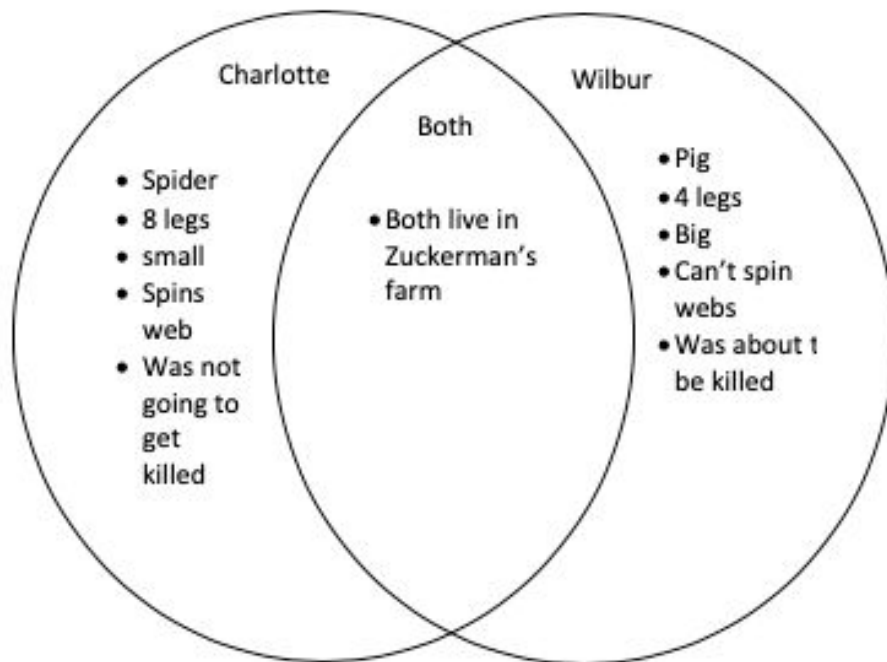 Charlotte
• Spider
• 8 legs
• small
• Spins
web
• Was not
going to
get
killed
Both
• Both live in
Zuckerman's
farm
Wilbur
• Pig
• 4 legs
• Big
• Can't spin
webs
• Was about t
be killed